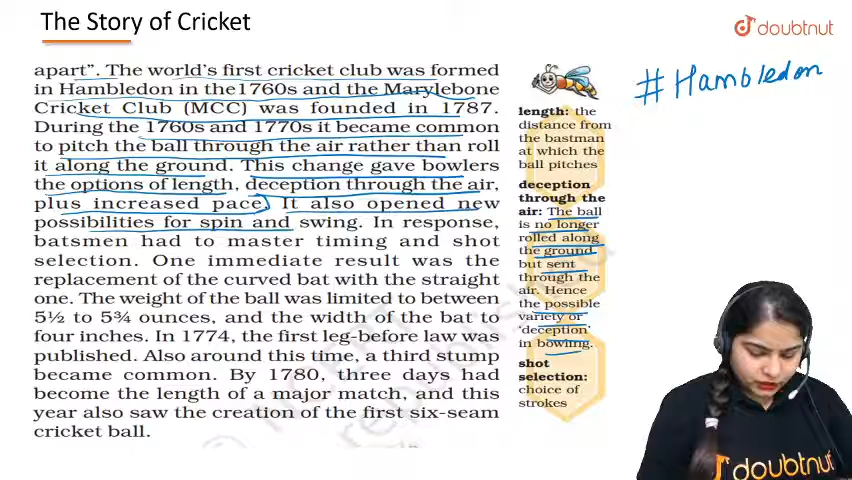 The Story of Cricket
doubtnut
apart”. The world’s first cricket club was formed
in Hambledon in the1760s and the Marylebone
Cricket Club (MCC) was founded in 1787.
During the 1760s and 1770s it became common
to pitch the ball through the air rather than roll
it along the ground. This change gave bowlers
the options of length, deception through the air,
plus increased pace. It also opened new
possibilities for spin and swing. In response,
batsmen had to master timing and shot
selection. One immediate result was the
replacement of the curved bat with the straight
one. The weight of the ball was limited to between
5½ to 5¾ ounces, and the width of the bat to
four inches. In 1774, the first leg-before law was
published. Also around this time, a third stump
became common. By 1780, three days had
become the length of a major match, and this
year also saw the creation of the first six-seam
cricket ball.
length: the
distance from
the bastman
at which the
ball pitches
deception
through the
air: The ball
is no longer
rolled along
the ground
but sent
through the
air. Hence
the possible
variety or
‘deception’
in bowling.
shot
selection:
choice of
strokes
# Hambledon
doubtnut